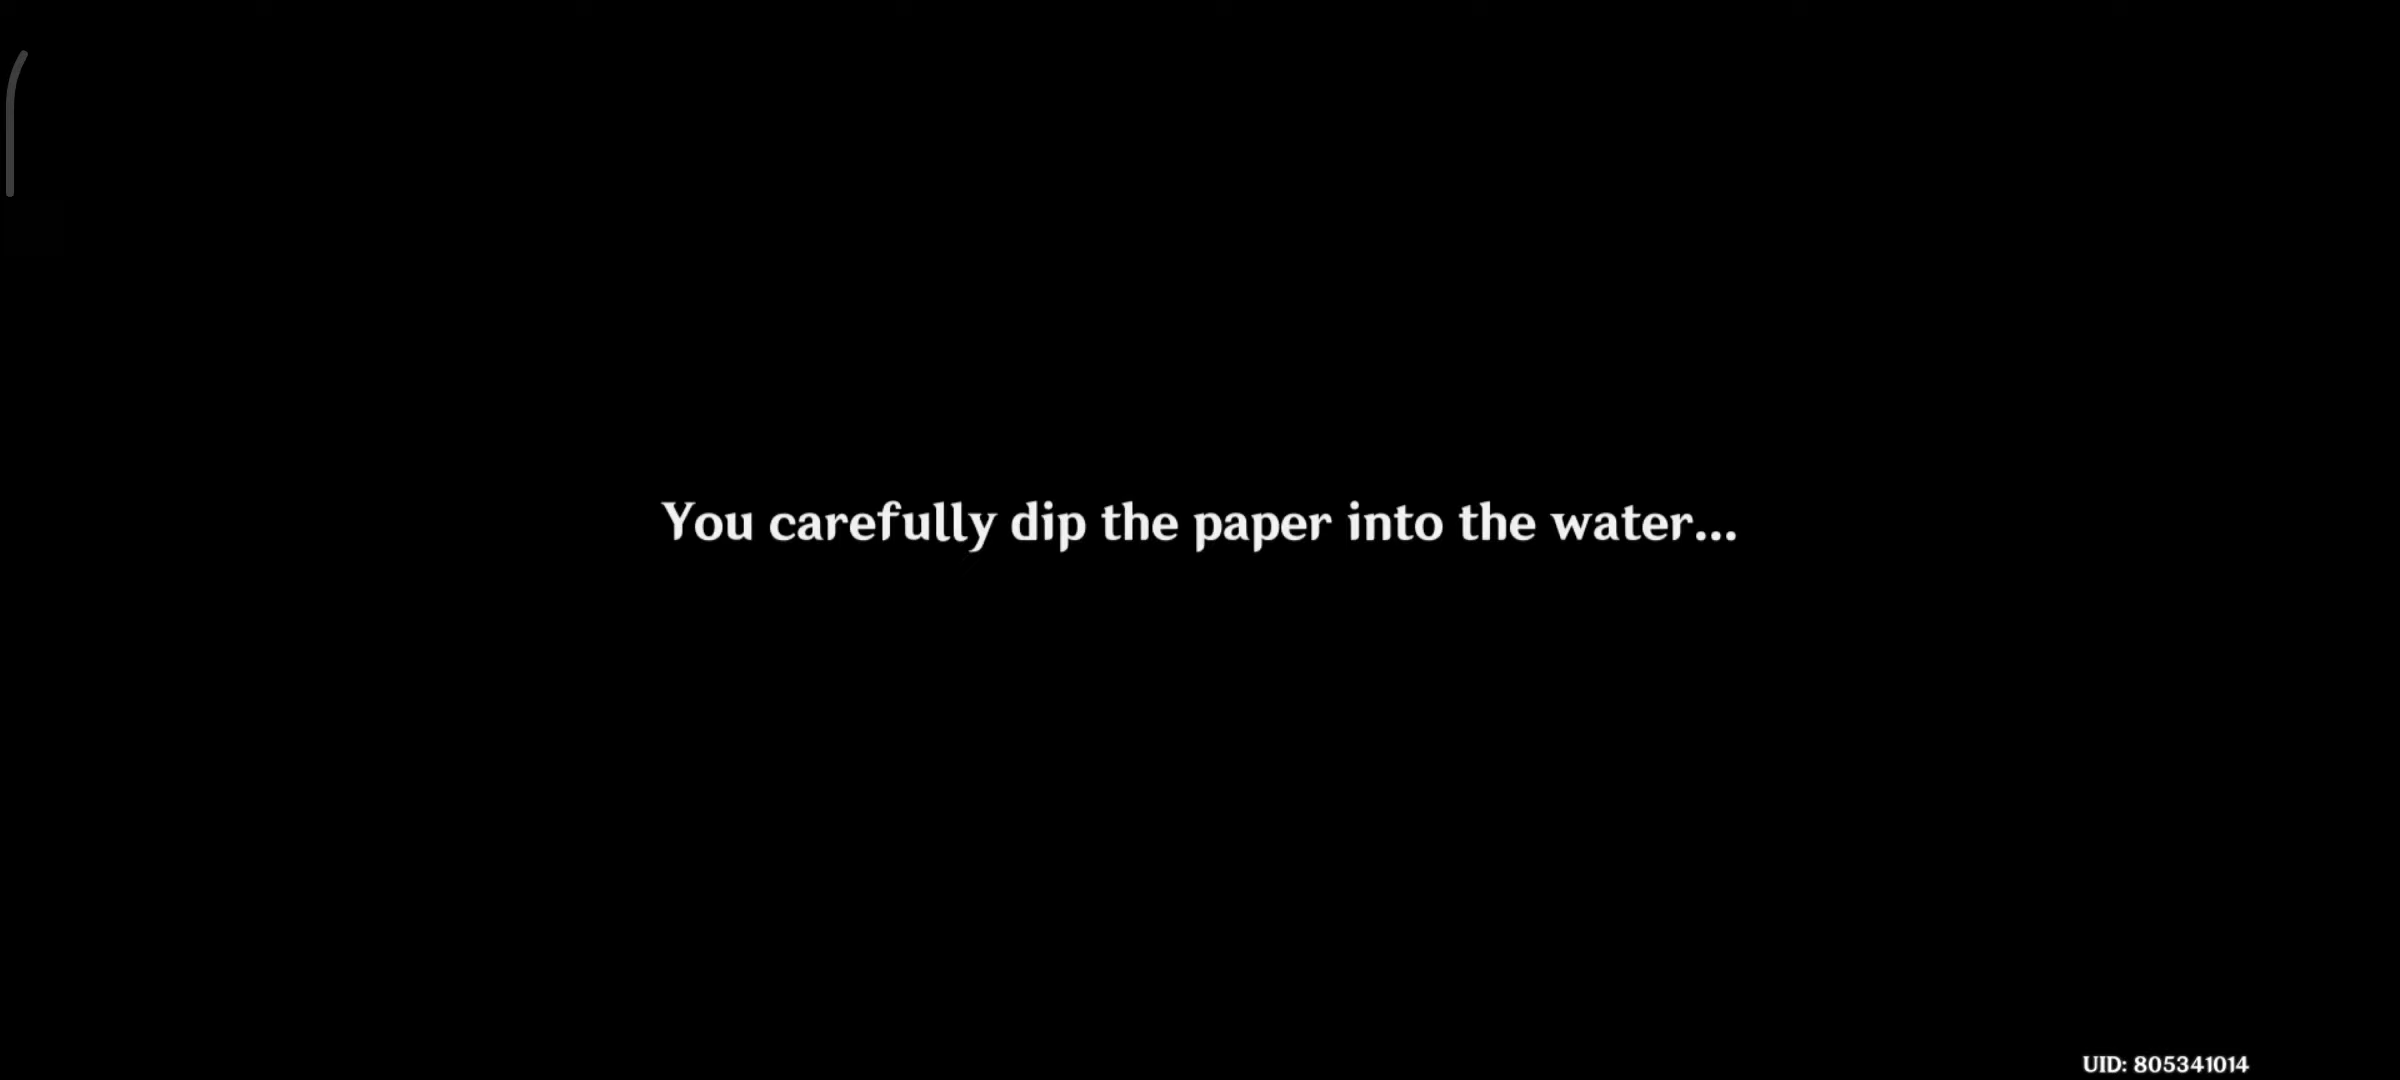 You carefully dip the paper into the water...
UID: 805341014